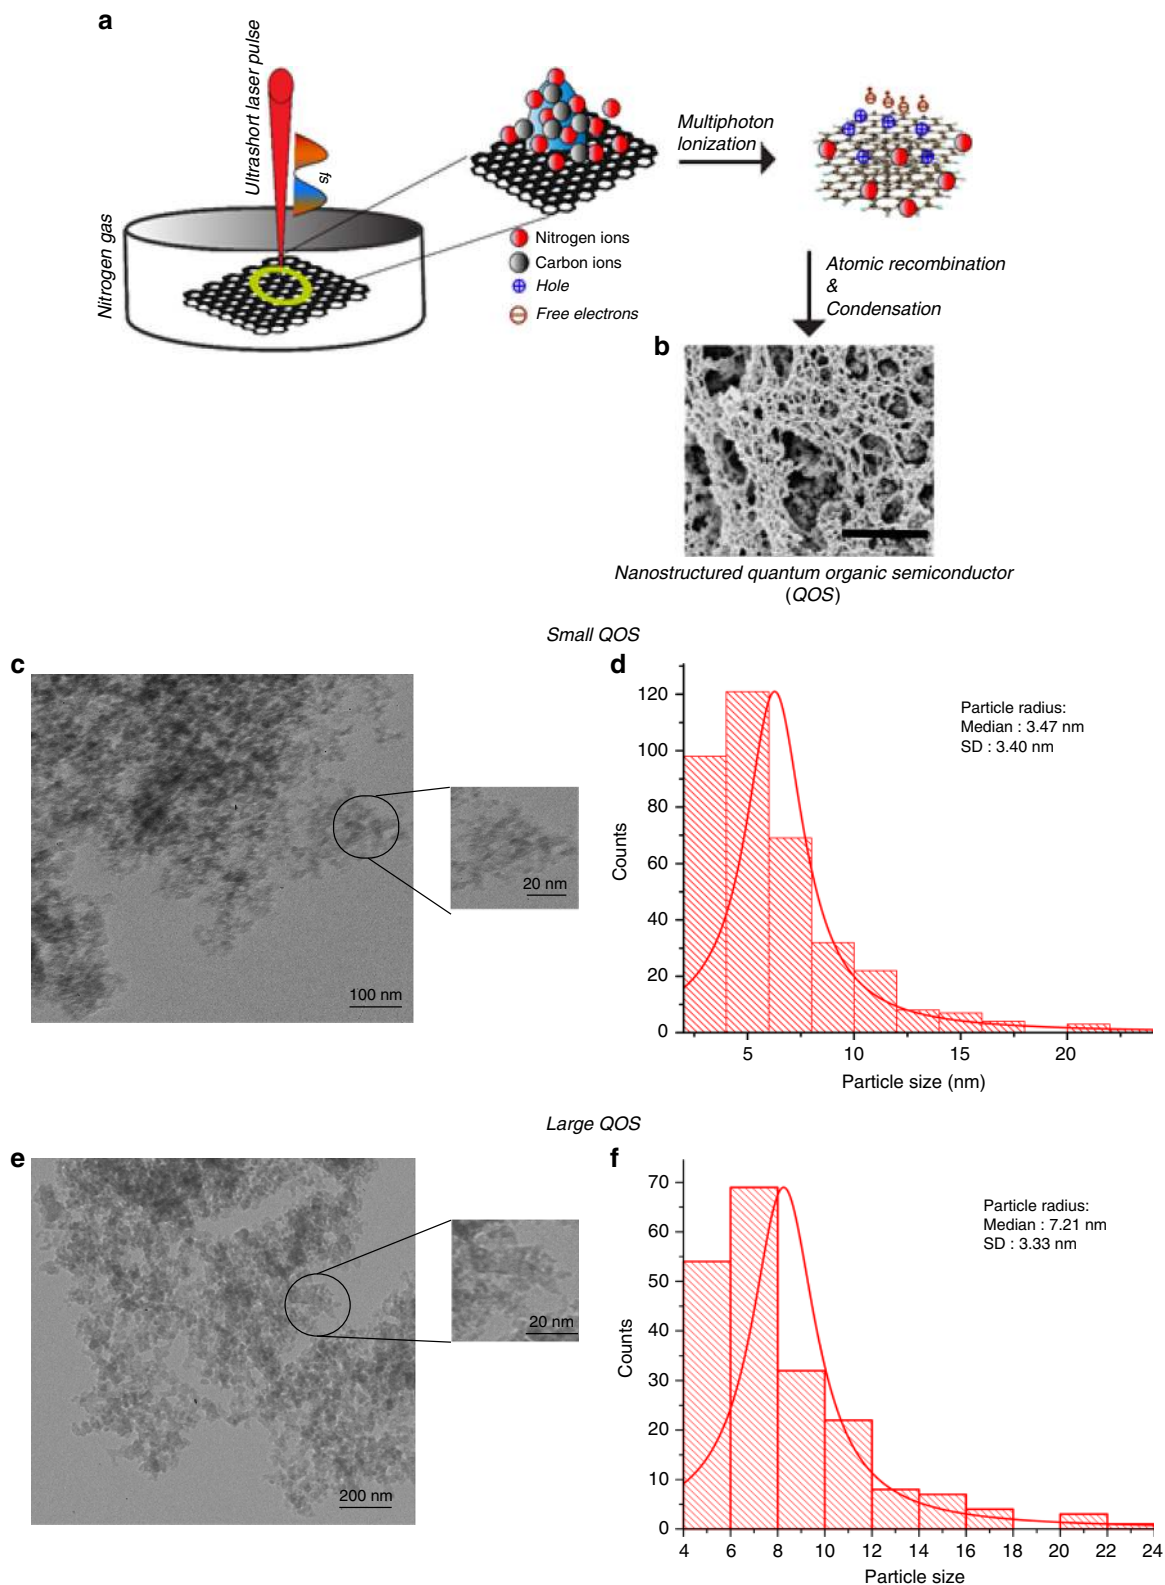 a
Ultrashort laser pulse
fs
Nitrogen gas
Multiphoton
Ionization
Nitrogen ions
Carbon ions
Hole
Free electrons
Atomic recombination
&
Condensation
b
Nanostructured quantum organic semiconductor
(QOS)
Small QOS
c
100 nm
20 nm
d
Counts
120
100
80
60
40
20
0
5 10 15 20
Particle size (nm)
Particle radius:
Median : 3.47 nm
SD : 3.40 nm
Large QOS
e
200 nm
20 nm
f
Counts
70
60
50
40
30
20
10
0
4 6 8 10 12 14 16 18 20 22 24
Particle size
Particle radius:
Median : 7.21 nm
SD : 3.33 nm